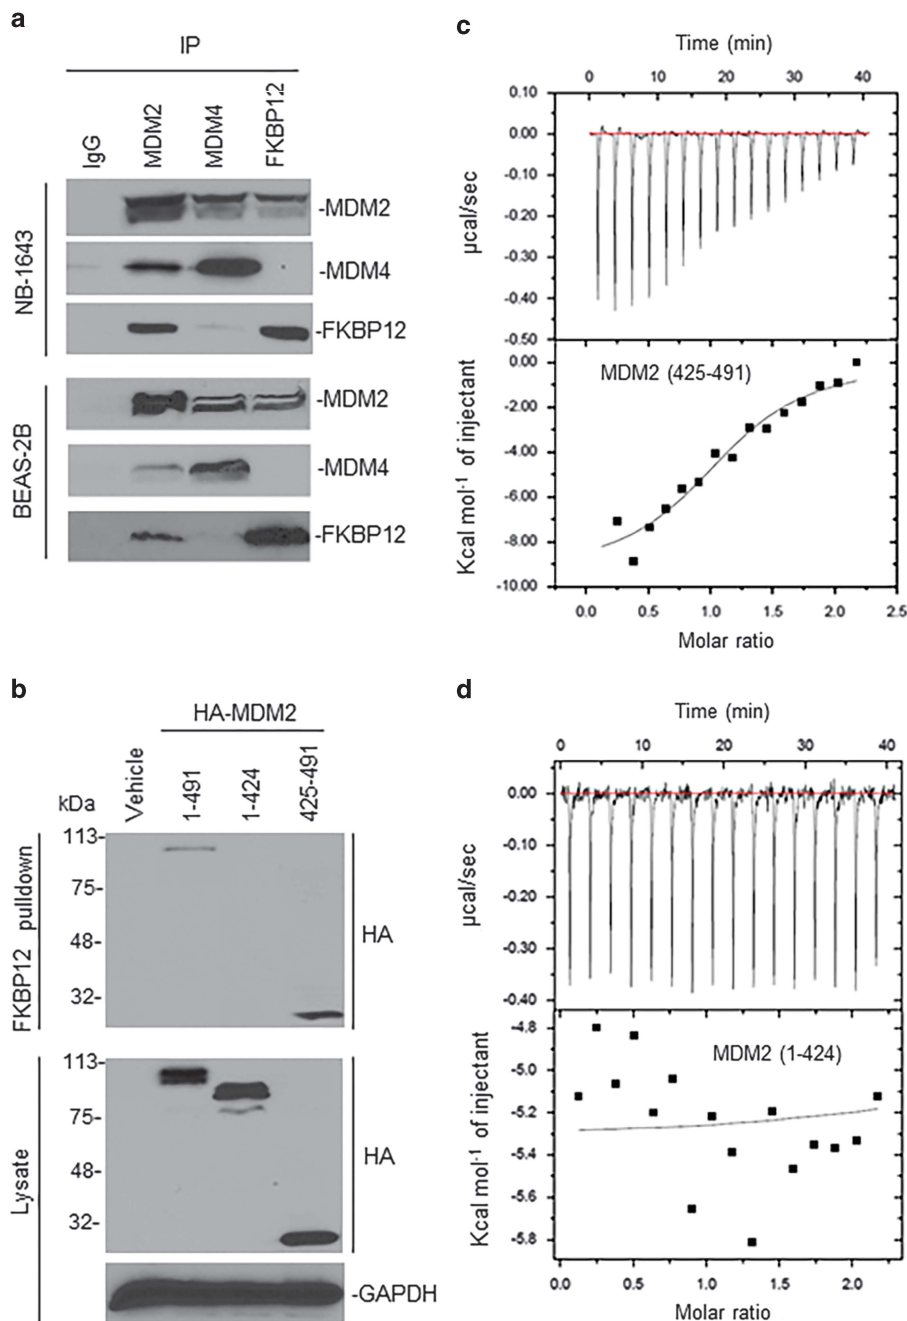 a
IP
IgG
MDM2
MDM4
FKBP12
NB-1643
-MDM2
-MDM4
-FKBP12
BEAS-2B
-MDM2
-MDM4
-FKBP12
b
HA-MDM2
kDa
Vehicle
1-491
1-424
425-491
FKBP12 pulldown
113-
75-
48-
32-
HA
Lysate
113-
75-
48-
32-
HA
-GAPDH
c
Time (min)
0 10 20 30 40
µcal/sec
0.10
0.00
-0.10
-0.20
-0.30
-0.40
-0.50
Kcal mol-1 of injectant
0.00
-2.00
-4.00
-6.00
-8.00
-10.00
MDM2 (425-491)
0.0 0.5 1.0 1.5 2.0 2.5
Molar ratio
d
Time (min)
0 10 20 30 40
µcal/sec
0.00
-0.10
-0.20
-0.30
-0.40
Kcal mol-1 of injectant
-4.8
-5.0
-5.2
-5.4
-5.6
-5.8
MDM2 (1-424)
0.0 0.5 1.0 1.5 2.0
Molar ratio